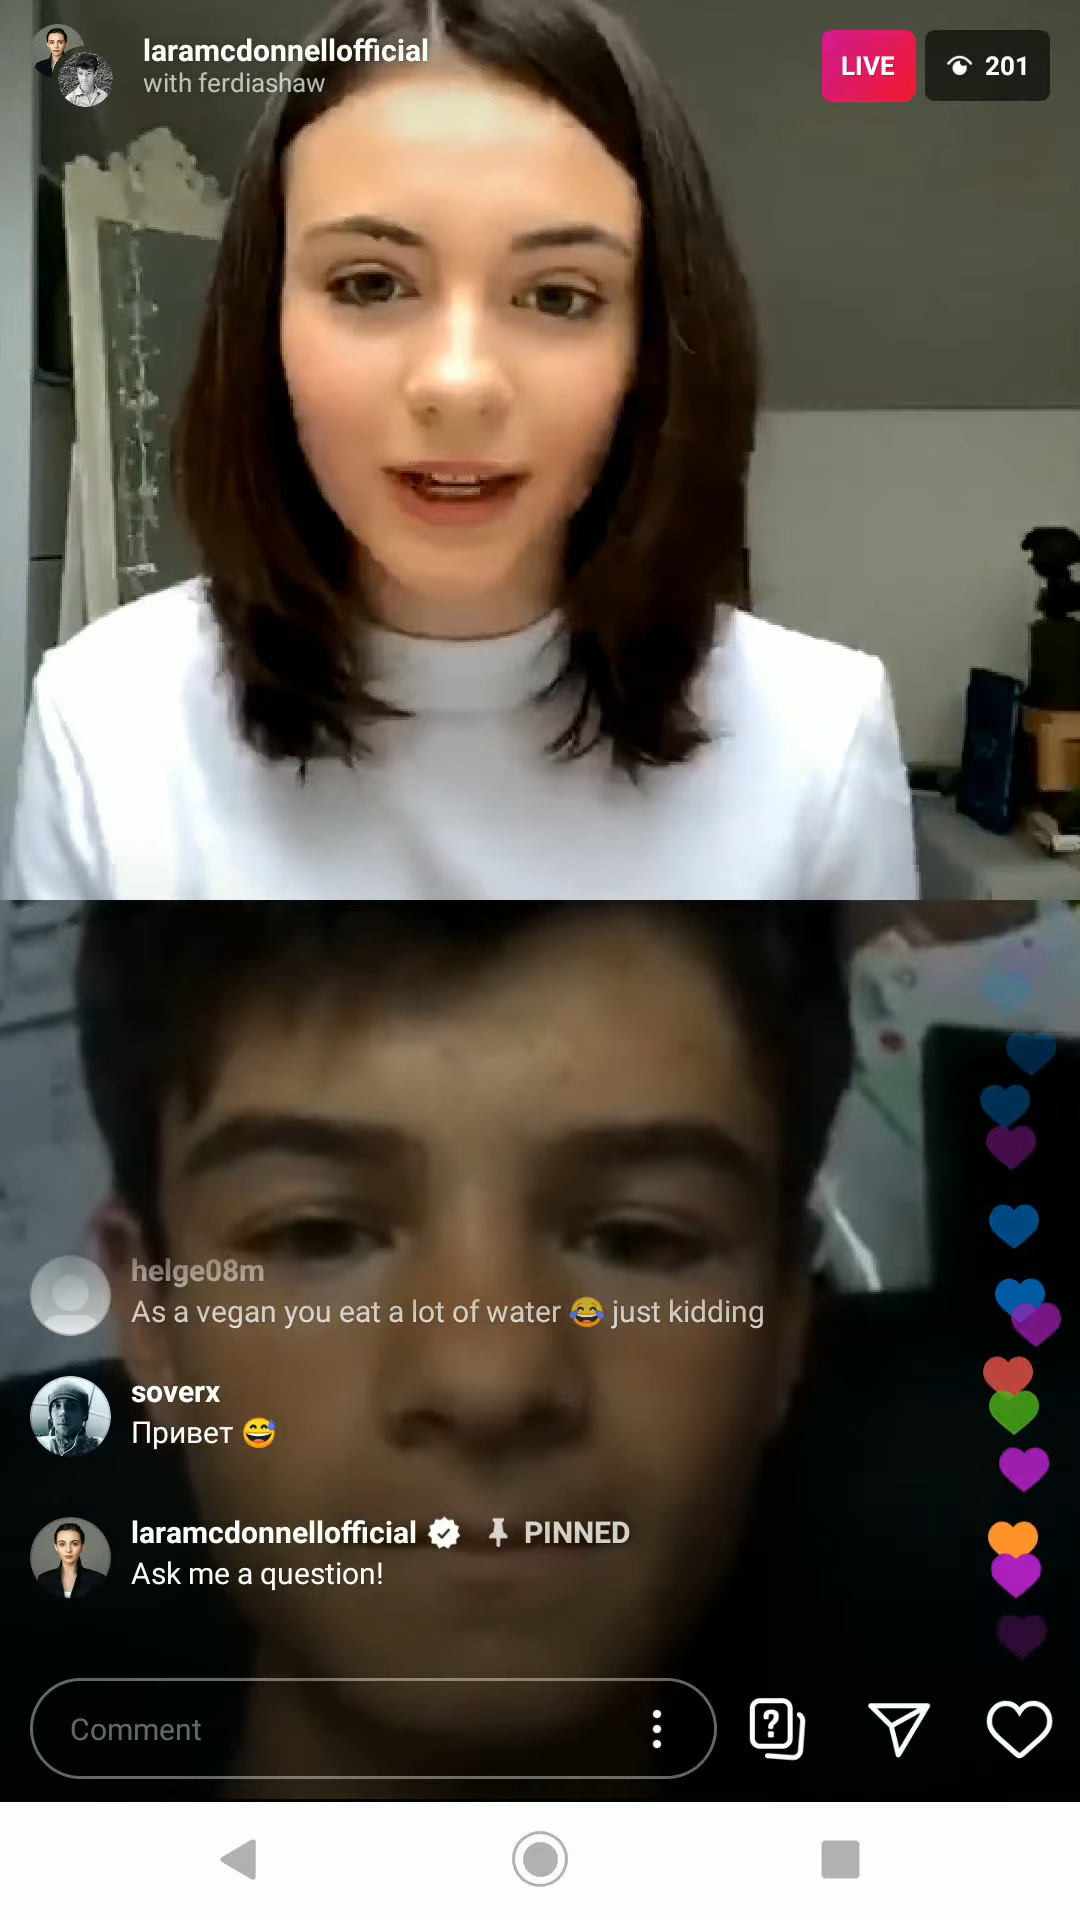 laramcdonnellofficial
with ferdiashaw
LIVE
201
helge08m
As a vegan you eat a lot of water 😂 just kidding
soverx
Привет 😅
laramcdonnellofficial PINNED
Ask me a question!
Comment